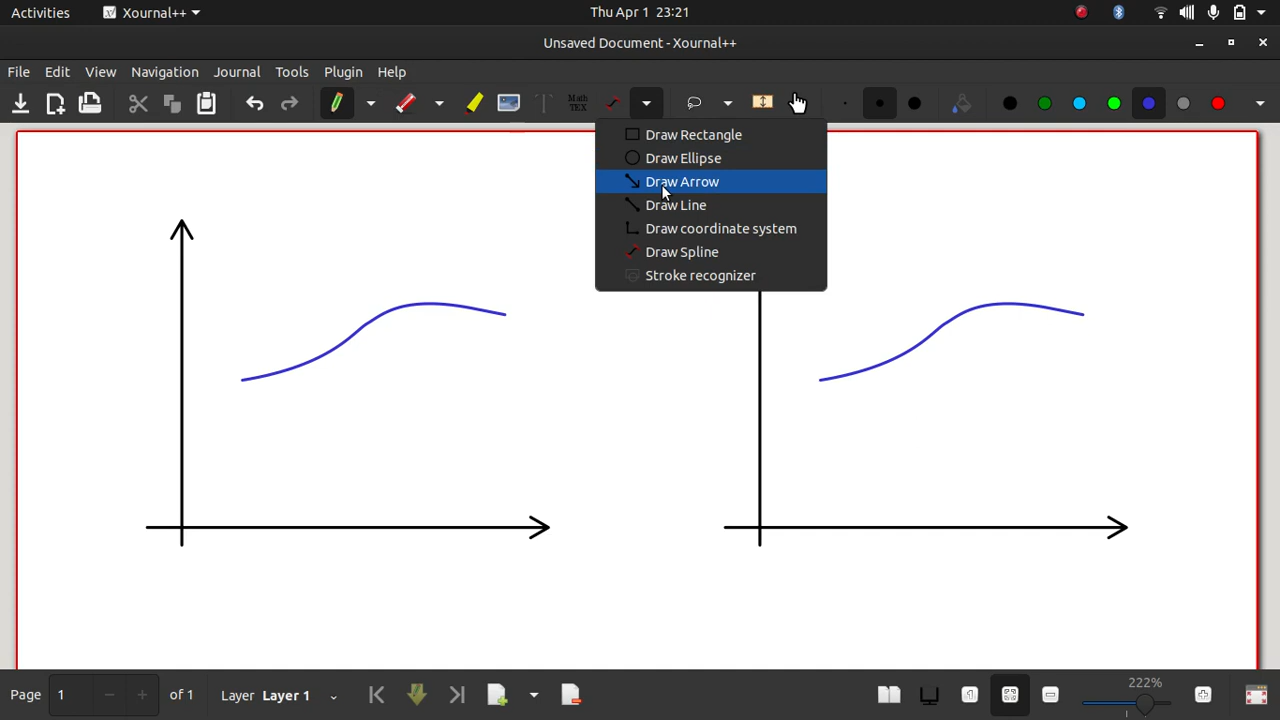 Activities Xournal++ Thu Apr 1 23:21
Unsaved Document - Xournal++
File Edit View Navigation Journal Tools Plugin Help
Math TEX
Draw Rectangle
Draw Ellipse
Draw Arrow
Draw Line
Draw coordinate system
Draw Spline
Stroke recognizer
Page 1 of 1 Layer Layer 1 222%